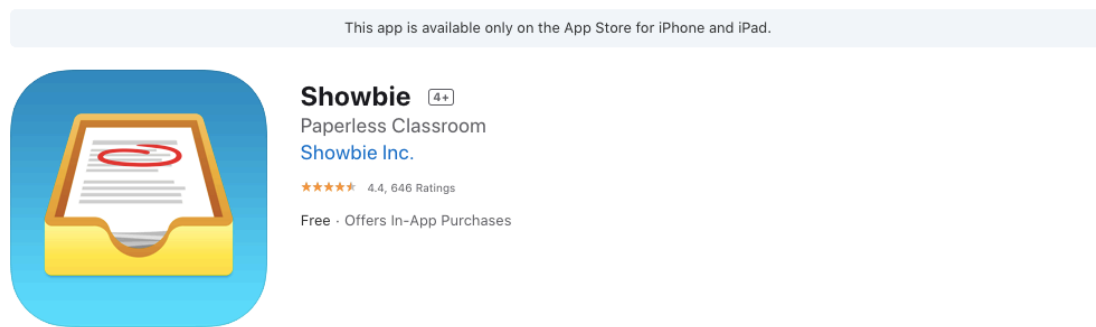 This app is available only on the App Store for iPhone and iPad.
Showbie 4+
Paperless Classroom
Showbie Inc.
4.4, 646 Ratings
Free · Offers In-App Purchases